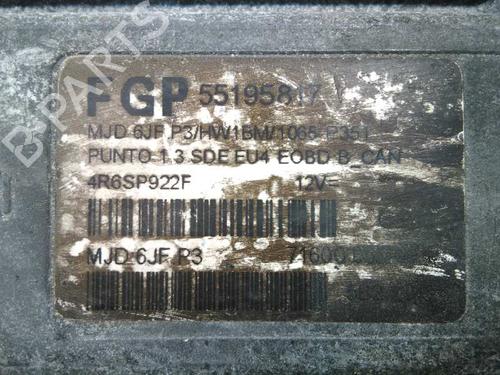 FGP 55195817
MJD 6JF P3/HW1BM/1065-P351
PUNTO 1.3 SDE EU4 EOBD B_CAN
4R6SP922F 12V
MJD 6JF P3
B-PARTS